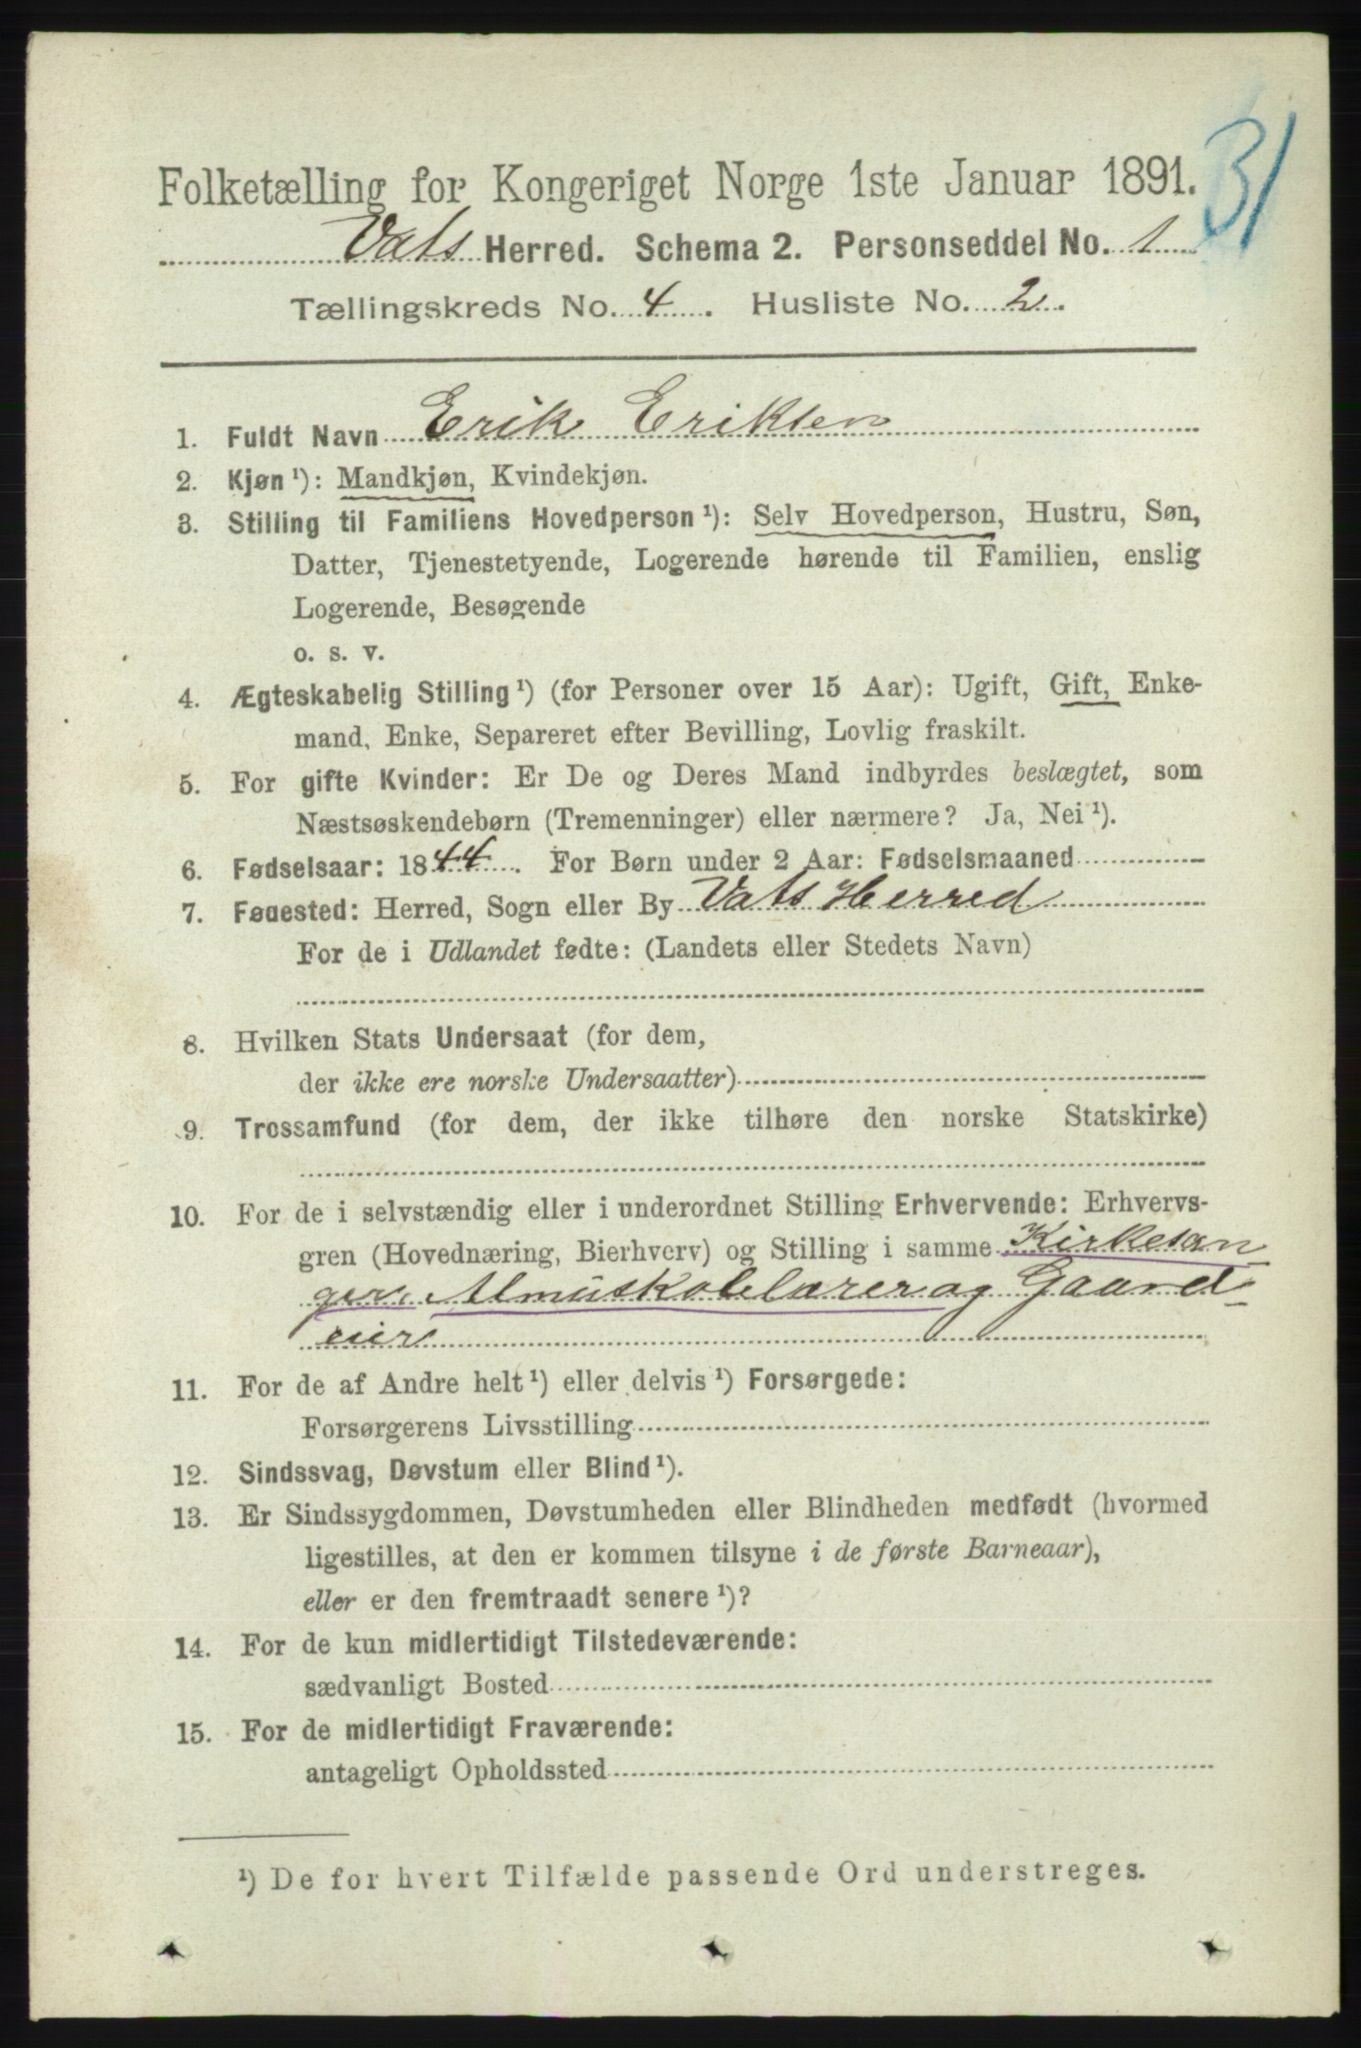 31
Folketælling for Kongeriget Norge 1ste Januar 1891.
Vats Herred. Schema 2. Personseddel No. 1
Tællingskreds No. 4. Husliste No. 2.
1. Fuldt Navn Erik Eriksen
2. Kjøn ¹): Mandkjøn, Kvindekjøn.
3. Stilling til Familiens Hovedperson ¹): Selv Hovedperson, Hustru, Søn,
Datter, Tjenestetyende, Logerende hørende til Familien, enslig
Logerende, Besøgende
o. s. v.
4. Ægteskabelig Stilling ¹) (for Personer over 15 Aar): Ugift, Gift, Enke-
mand, Enke, Separeret efter Bevilling, Lovlig fraskilt.
5. For gifte Kvinder: Er De og Deres Mand indbyrdes beslægtet, som
Næstsøskendebørn (Tremenninger) eller nærmere? Ja, Nei ¹).
6. Fødselsaar: 1844. For Børn under 2 Aar: Fødselsmaaned
7. Fødested: Herred, Sogn eller By Vats Herred
For de i Udlandet fødte: (Landets eller Stedets Navn)
8. Hvilken Stats Undersaat (for dem,
der ikke ere norske Undersaatter)
9. Trossamfund (for dem, der ikke tilhøre den norske Statskirke)
10. For de i selvstændig eller i underordnet Stilling Erhvervende: Erhvervs-
gren (Hovednæring, Bierhverv) og Stilling i samme Kirkesan
ger, Almuskolelærer og Gaard-
eier
11. For de af Andre helt ¹) eller delvis ¹) Forsørgede:
Forsørgerens Livsstilling
12. Sindssvag, Døvstum eller Blind ¹).
13. Er Sindssygdommen, Døvstumheden eller Blindheden medfødt (hvormed
ligestilles, at den er kommen tilsyne i de første Barneaar),
eller er den fremtraadt senere ¹)?
14. For de kun midlertidigt Tilstedeværende:
sædvanligt Bosted
15. For de midlertidigt Fraværende:
antageligt Opholdssted
¹) De for hvert Tilfælde passende Ord understreges.